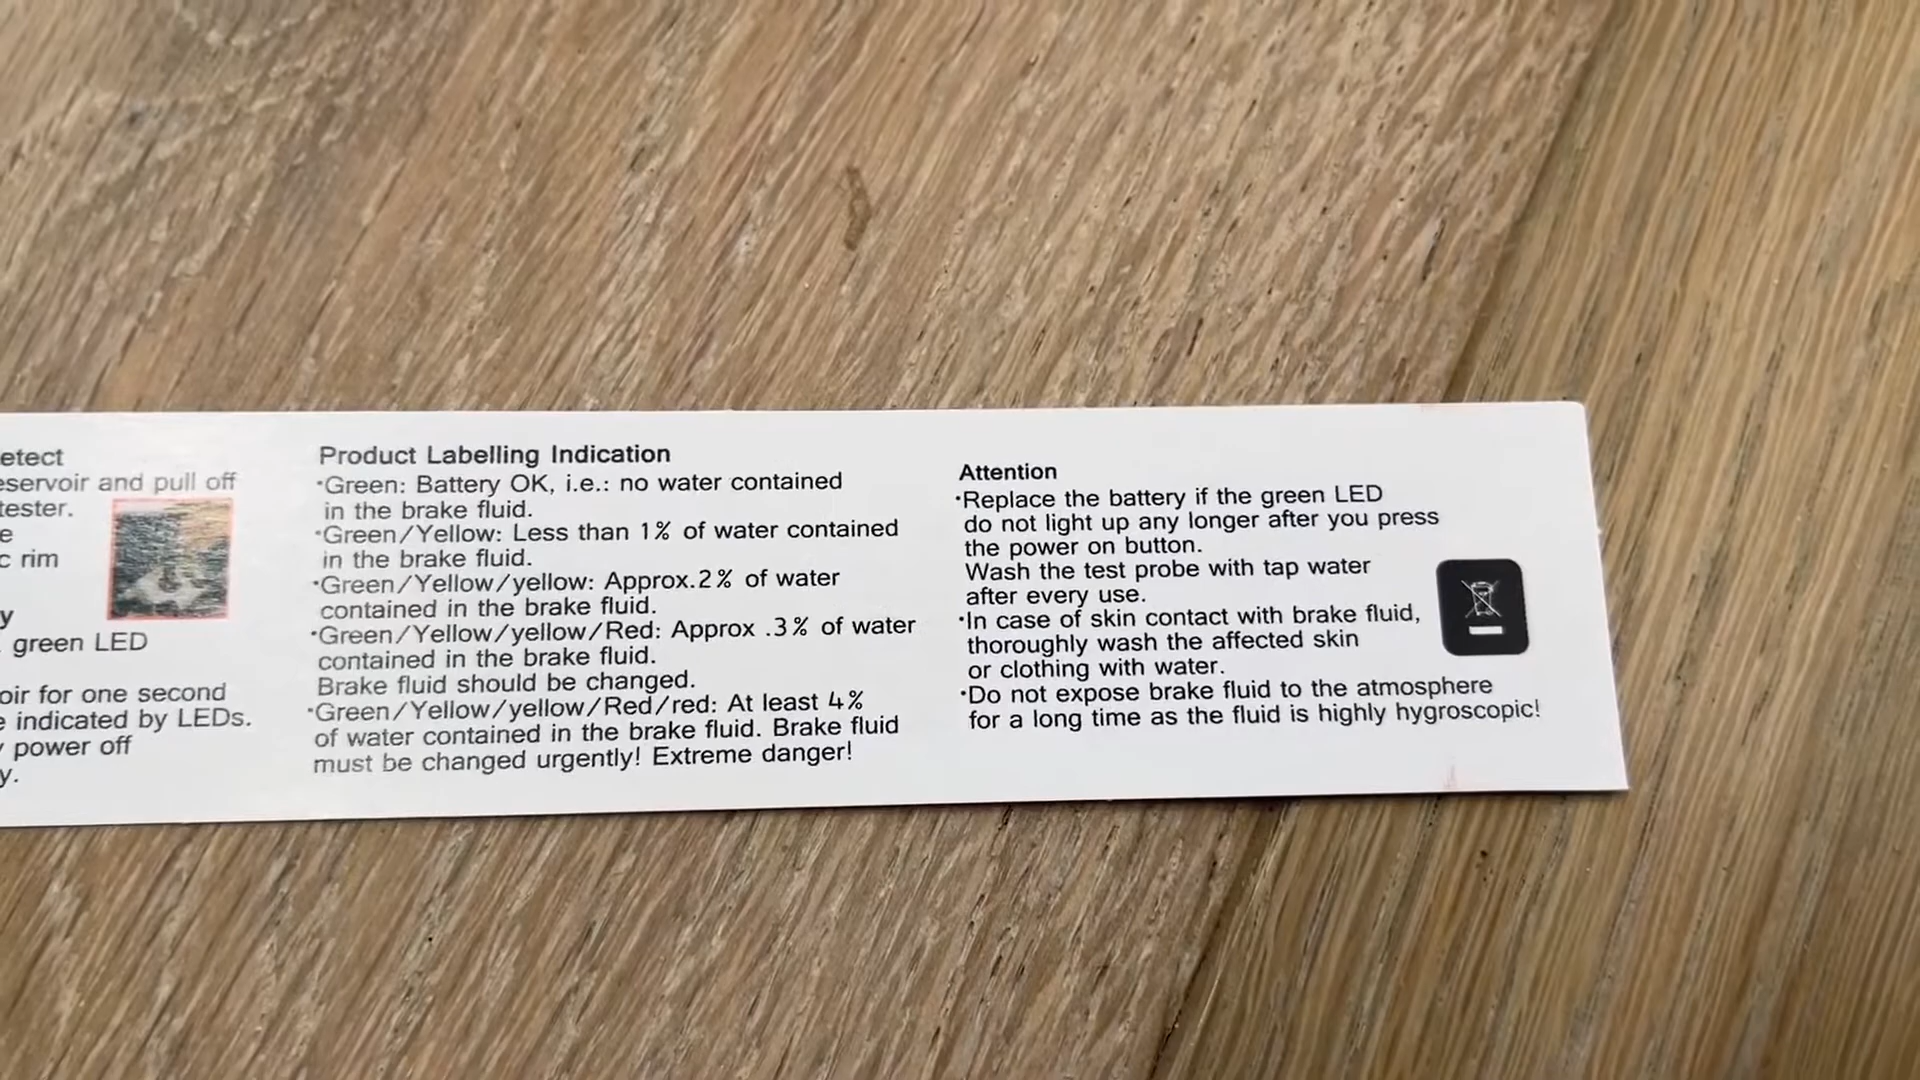 etect
eservoir and pull off
tester.
e
c rim
y
green LED
oir for one second
e indicated by LEDs.
y power off
y.
Product Labelling Indication
·Green: Battery OK, i.e.: no water contained
in the brake fluid.
·Green/Yellow: Less than 1% of water contained
in the brake fluid.
·Green/Yellow/yellow: Approx.2% of water
contained in the brake fluid.
·Green/Yellow/yellow/Red: Approx .3% of water
contained in the brake fluid.
Brake fluid should be changed.
·Green/Yellow/yellow/Red/red: At least 4%
of water contained in the brake fluid. Brake fluid
must be changed urgently! Extreme danger!
Attention
·Replace the battery if the green LED
do not light up any longer after you press
the power on button.
Wash the test probe with tap water
after every use.
·In case of skin contact with brake fluid,
thoroughly wash the affected skin
or clothing with water.
·Do not expose brake fluid to the atmosphere
for a long time as the fluid is highly hygroscopic!